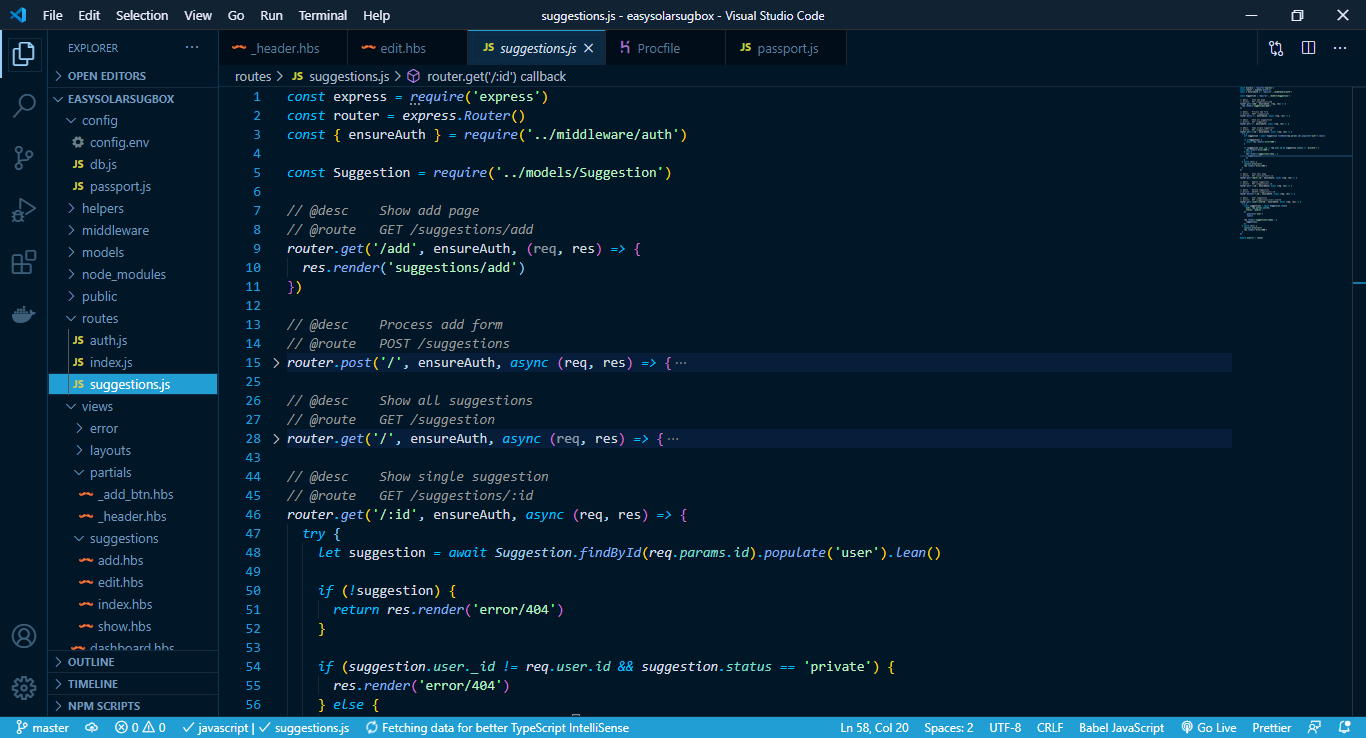 File Edit Selection View Go Run Terminal Help suggestions.js - easysolarsugbox - Visual Studio Code
EXPLORER ···
_header.hbs edit.hbs JS suggestions.js JS passport.js Procfile
OPEN EDITORS
EASYSOLARSUGBOX
config
config.env
JS db.js
JS passport.js
helpers
middleware
models
node_modules
public
routes
JS auth.js
JS index.js
JS suggestions.js
views
error
layouts
partials
_add_btn.hbs
_header.hbs
suggestions
add.hbs
edit.hbs
index.hbs
show.hbs
dashboard.hbs
OUTLINE
TIMELINE
NPM SCRIPTS
routes > JS suggestions.js > router.get('/:id') callback
1 const express = require('express')
2 const router = express.Router()
3 const { ensureAuth } = require('../middleware/auth')
4
5 const Suggestion = require('../models/Suggestion')
6
7 // @desc    Show add page
8 // @route   GET /suggestions/add
9 router.get('/add', ensureAuth, (req, res) => {
10   res.render('suggestions/add')
11 })
12
13 // @desc    Process add form
14 // @route   POST /suggestions
15 router.post('/', ensureAuth, async (req, res) => {···
25
26 // @desc    Show all suggestions
27 // @route   GET /suggestion
28 router.get('/', ensureAuth, async (req, res) => {···
43
44 // @desc    Show single suggestion
45 // @route   GET /suggestions/:id
46 router.get('/:id', ensureAuth, async (req, res) => {
47   try {
48     let suggestion = await Suggestion.findById(req.params.id).populate('user').lean()
49
50     if (!suggestion) {
51       return res.render('error/404')
52     }
53
54     if (suggestion.user._id != req.user.id && suggestion.status == 'private') {
55       res.render('error/404')
56     } else {
master 0 0 javascript | suggestions.js Fetching data for better TypeScript IntelliSense Ln 58, Col 20 Spaces: 2 UTF-8 CRLF Babel JavaScript Go Live Prettier